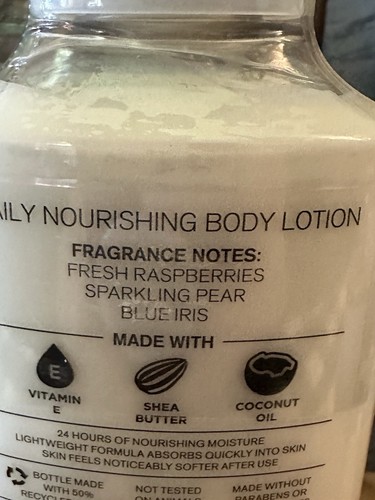 AILY NOURISHING BODY LOTION
FRAGRANCE NOTES:
FRESH RASPBERRIES
SPARKLING PEAR
BLUE IRIS
MADE WITH
E
VITAMIN
E
SHEA
BUTTER
COCONUT
OIL
24 HOURS OF NOURISHING MOISTURE
LIGHTWEIGHT FORMULA ABSORBS QUICKLY INTO SKIN
SKIN FEELS NOTICEABLY SOFTER AFTER USE
BOTTLE MADE
WITH 50%
NOT TESTED
ON ANIMALS
MADE WITHOUT
PARABENS OR